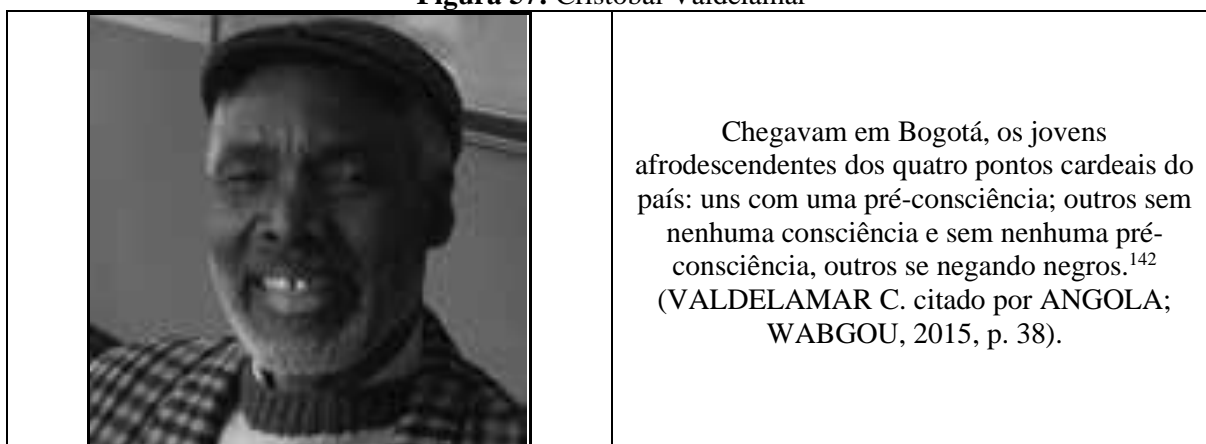 Figura 37. Cristóbal Valdelamar
Chegavam em Bogotá, os jovens
afrodescendentes dos quatro pontos cardeais do
país: uns com uma pré-consciência; outros sem
nenhuma consciência e sem nenhuma pré-
consciência, outros se negando negros.142
(VALDELAMAR C. citado por ANGOLA;
WABGOU, 2015, p. 38).